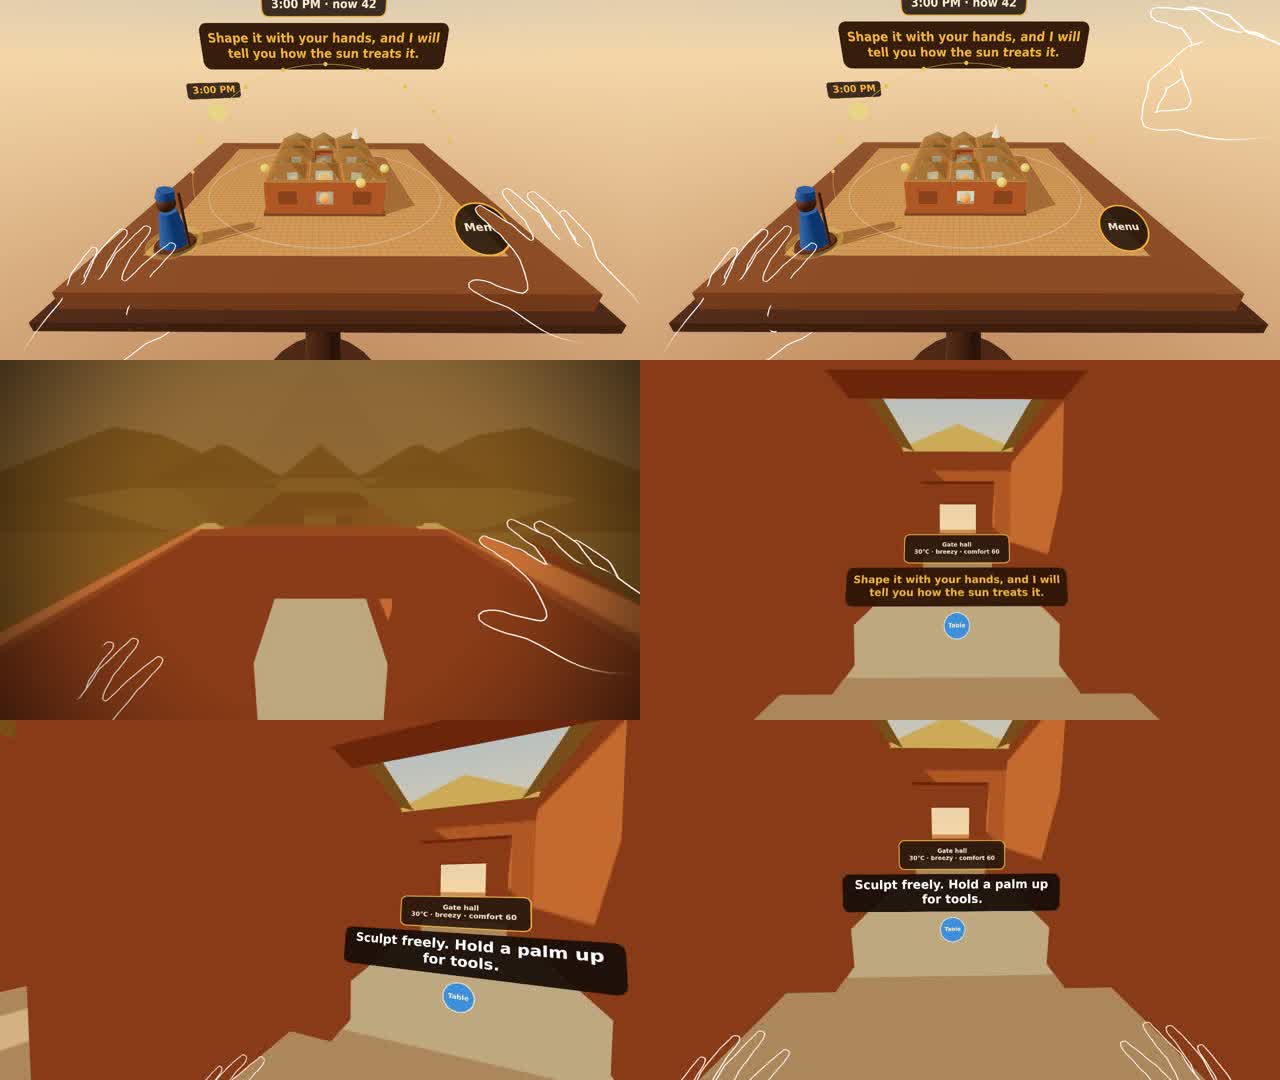 3:00 PM · now 42
Shape it with your hands, and I will
tell you how the sun treats it.
3:00 PM
Menu
3:00 PM · now 42
Shape it with your hands, and I will
tell you how the sun treats it.
3:00 PM
Menu
Gate hall
30°C · breezy · comfort 60
Shape it with your hands, and I will
tell you how the sun treats it.
Table
Gate hall
30°C · breezy · comfort 60
Sculpt freely. Hold a palm up
for tools.
Table
Gate hall
30°C · breezy · comfort 60
Sculpt freely. Hold a palm up
for tools.
Table